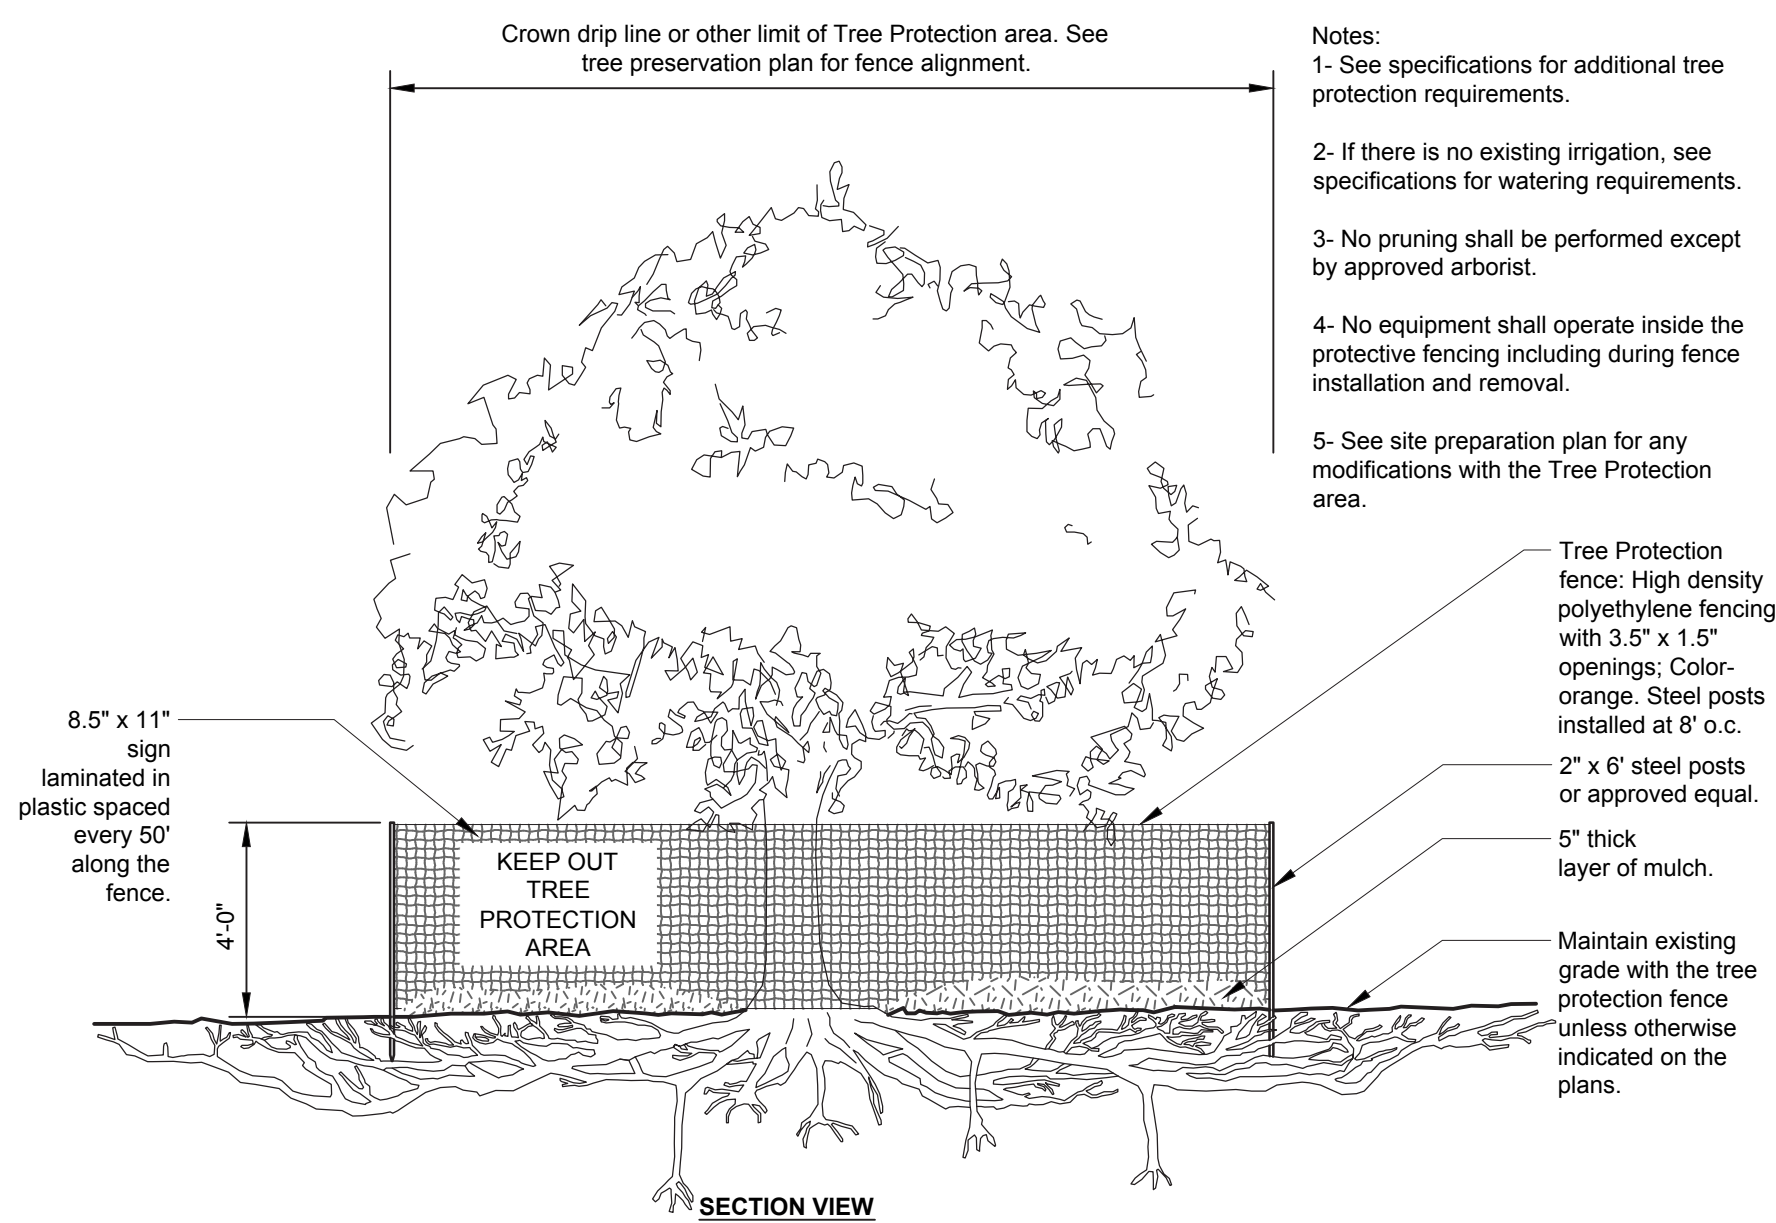 Crown drip line or other limit of Tree Protection area. See
tree preservation plan for fence alignment.
Notes:
1- See specifications for additional tree
protection requirements.
2- If there is no existing irrigation, see
specifications for watering requirements.
3- No pruning shall be performed except
by approved arborist.
4- No equipment shall operate inside the
protective fencing including during fence
installation and removal.
5- See site preparation plan for any
modifications with the Tree Protection
area.
Tree Protection
fence: High density
polyethylene fencing
with 3.5" x 1.5"
openings; Color-
orange. Steel posts
installed at 8' o.c.
2" x 6' steel posts
or approved equal.
5" thick
layer of mulch.
Maintain existing
grade with the tree
protection fence
unless otherwise
indicated on the
plans.
8.5" x 11"
sign
laminated in
plastic spaced
every 50'
along the
fence.
4'-0"
KEEP OUT
TREE
PROTECTION
AREA
SECTION VIEW